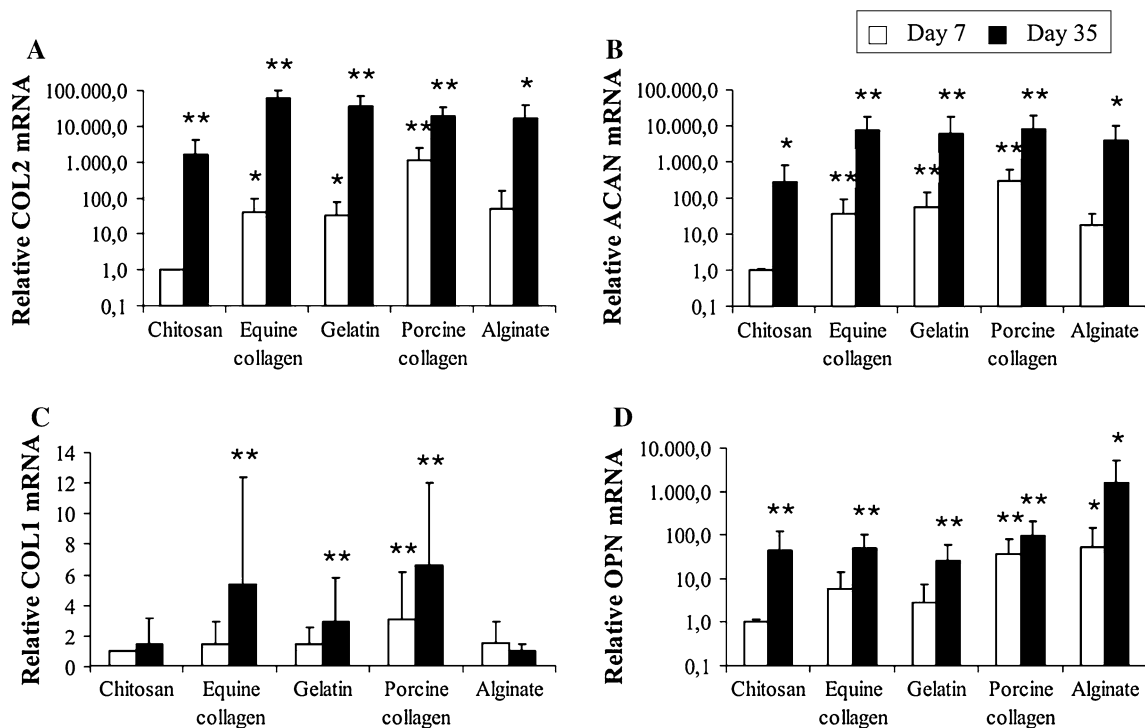 Day 7 Day 35
A
Relative COL2 mRNA
** ** ** ** *
* * **
100.000,0
10.000,0
1.000,0
100,0
10,0
1,0
0,1
Chitosan Equine Gelatin Porcine Alginate
collagen collagen
B
Relative ACAN mRNA
* ** ** ** *
** ** **
100.000,0
10.000,0
1.000,0
100,0
10,0
1,0
0,1
Chitosan Equine Gelatin Porcine Alginate
collagen collagen
C
Relative COL1 mRNA
** ** ** **
14
12
10
8
6
4
2
0
Chitosan Equine Gelatin Porcine Alginate
collagen collagen
D
Relative OPN mRNA
** ** ** ** ** * *
10.000,0
1.000,0
100,0
10,0
1,0
0,1
Chitosan Equine Gelatin Porcine Alginate
collagen collagen